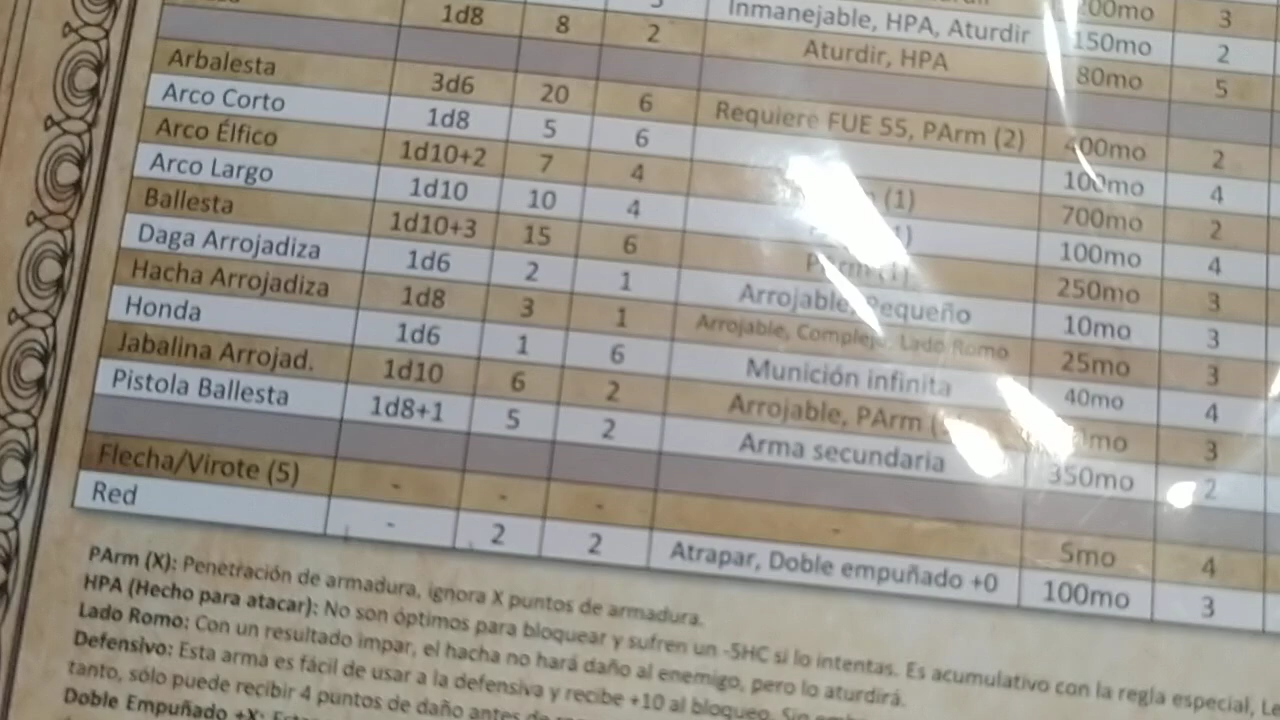 3
Inmanejable, HPA, Aturdir 150mo 2
1d8 8 2 Aturdir, HPA 80mo 5
Arbalesta 3d6 20 6 Requiere FUE 55, PArm (2) 400mo 2
Arco Corto 1d8 5 6 100mo 4
Arco Élfico 1d10+2 7 4 (1) 700mo 2
Arco Largo 1d10 10 4 100mo 4
Ballesta 1d10+3 15 6 PArm (1) 250mo 3
Daga Arrojadiza 1d6 2 1 Arrojable, Pequeño 10mo 3
Hacha Arrojadiza 1d8 3 1 Arrojable, Complejo, Lado Romo 25mo 3
Honda 1d6 1 6 Munición infinita 40mo 4
Jabalina Arrojad. 1d10 6 2 Arrojable, PArm 3
Pistola Ballesta 1d8+1 5 2 Arma secundaria 350mo 2
Flecha/Virote (5) - - - - 5mo 4
Red - 2 2 Atrapar, Doble empuñado +0 100mo 3
PArm (X): Penetración de armadura, ignora X puntos de armadura.
HPA (Hecho para atacar): No son óptimos para bloquear y sufren un -5HC si lo intentas. Es acumulativo con la regla especial, Le
Lado Romo: Con un resultado impar, el hacha no hará daño al enemigo, pero lo aturdirá.
Defensivo: Esta arma es fácil de usar a la defensiva y recibe +10 al bloqueo. Sin
tanto, sólo puede recibir 4 puntos de daño antes de
Doble Empuñado +X: